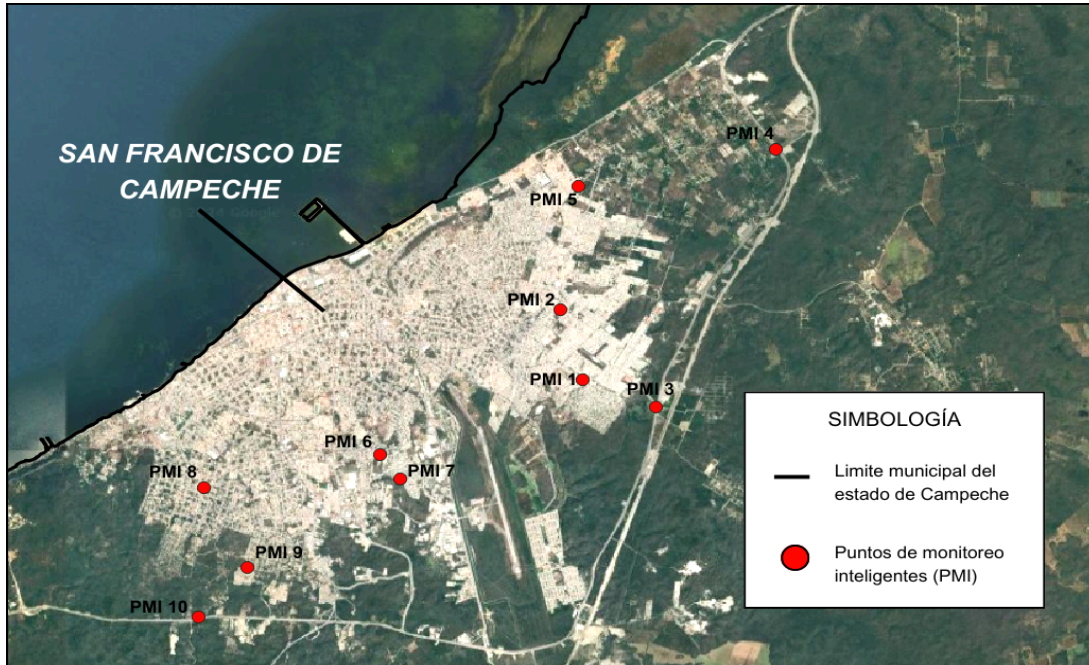 SAN FRANCISCO DE
CAMPECHE
PMI 4
PMI 5
PMI 2
PMI 1
PMI 3
PMI 6
PMI 7
PMI 8
PMI 9
PMI 10
SIMBOLOGÍA
Limite municipal del
estado de Campeche
Puntos de monitoreo
inteligentes (PMI)